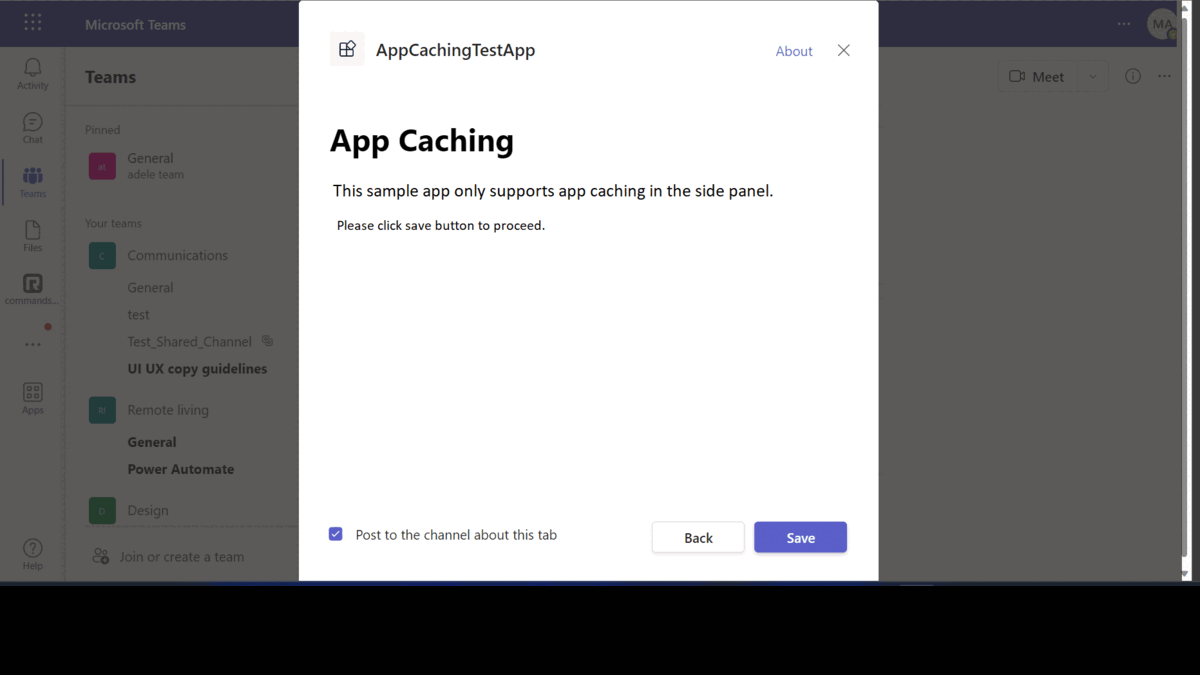 Microsoft Teams
MA
Activity
Chat
Teams
Files
commands...
Apps
Help
Teams
Pinned
at
General
adele team
Your teams
C
Communications
General
test
Test_Shared_Channel
UI UX copy guidelines
Rl
Remote living
General
Power Automate
D
Design
Join or create a team
AppCachingTestApp
About
App Caching
This sample app only supports app caching in the side panel.
Please click save button to proceed.
Post to the channel about this tab
Back
Save
Meet